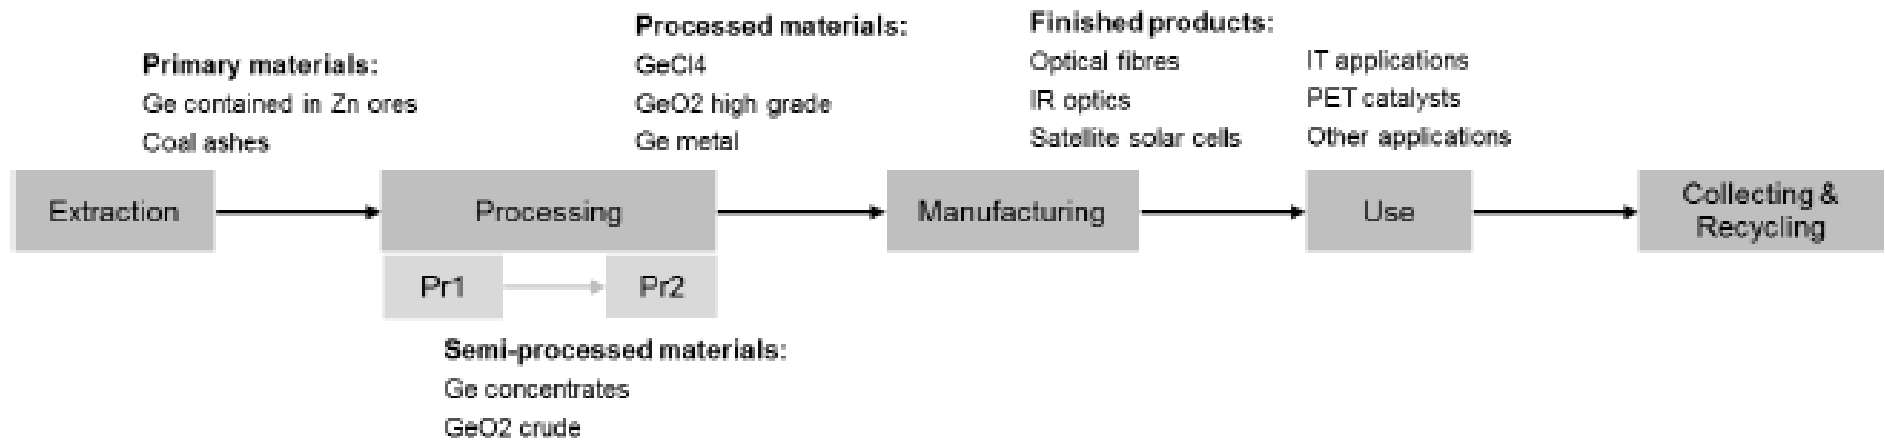 Primary materials:
Ge contained in Zn ores
Coal ashes
Processed materials:
GeCl4
GeO2 high grade
Ge metal
Finished products:
Optical fibres
IR optics
Satellite solar cells
IT applications
PET catalysts
Other applications
Extraction
Processing
Manufacturing
Use
Collecting &
Recycling
Pr1
Pr2
Semi-processed materials:
Ge concentrates
GeO2 crude